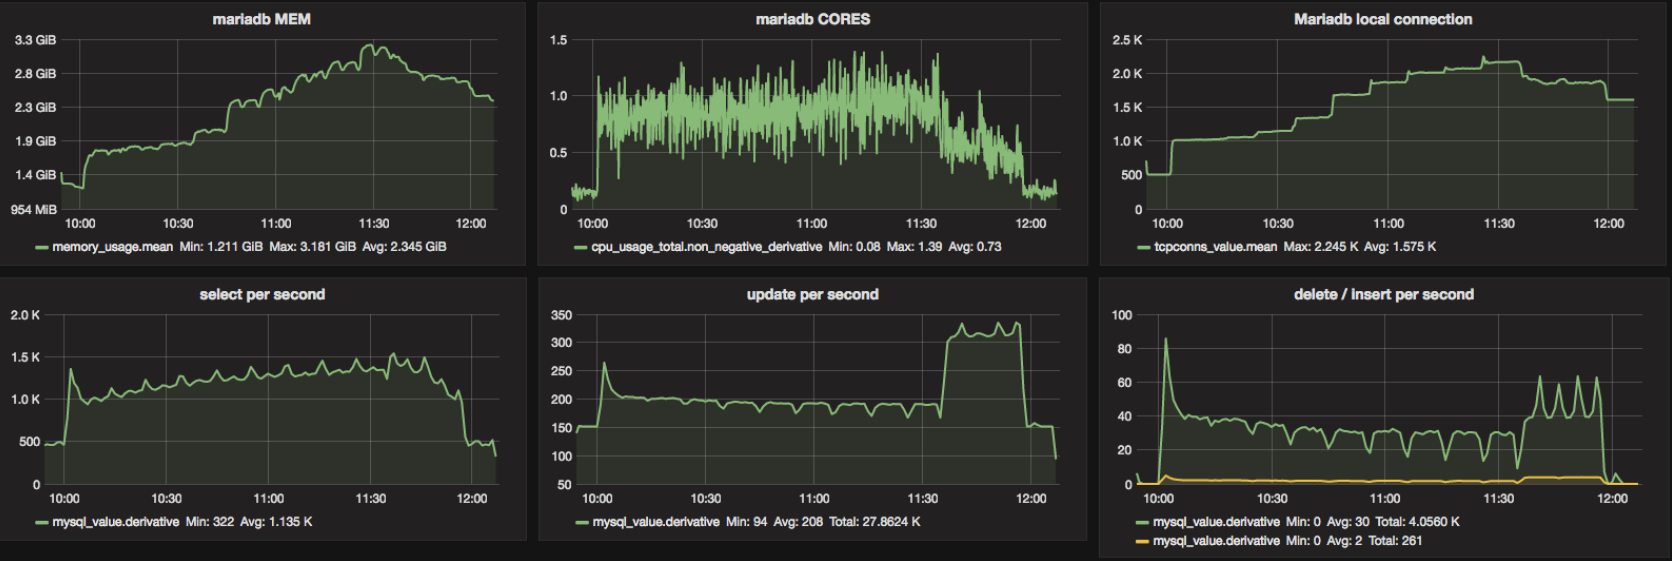 mariadb MEM
3.3 GiB
2.8 GiB
2.3 GiB
1.9 GiB
1.4 GiB
954 MiB
10:00 10:30 11:00 11:30 12:00
memory_usage.mean Min: 1.211 GiB Max: 3.181 GiB Avg: 2.345 GiB
mariadb CORES
1.5
1.0
0.5
0
10:00 10:30 11:00 11:30 12:00
cpu_usage_total.non_negative_derivative Min: 0.08 Max: 1.39 Avg: 0.73
Mariadb local connection
2.5 K
2.0 K
1.5 K
1.0 K
500
0
10:00 10:30 11:00 11:30 12:00
tcpconns_value.mean Max: 2.245 K Avg: 1.575 K
select per second
2.0 K
1.5 K
1.0 K
500
0
10:00 10:30 11:00 11:30 12:00
mysql_value.derivative Min: 322 Avg: 1.135 K
update per second
350
300
250
200
150
100
50
10:00 10:30 11:00 11:30 12:00
mysql_value.derivative Min: 94 Avg: 208 Total: 27.8624 K
delete / insert per second
100
80
60
40
20
0
10:00 10:30 11:00 11:30 12:00
mysql_value.derivative Min: 0 Avg: 30 Total: 4.0560 K
mysql_value.derivative Min: 0 Avg: 2 Total: 261